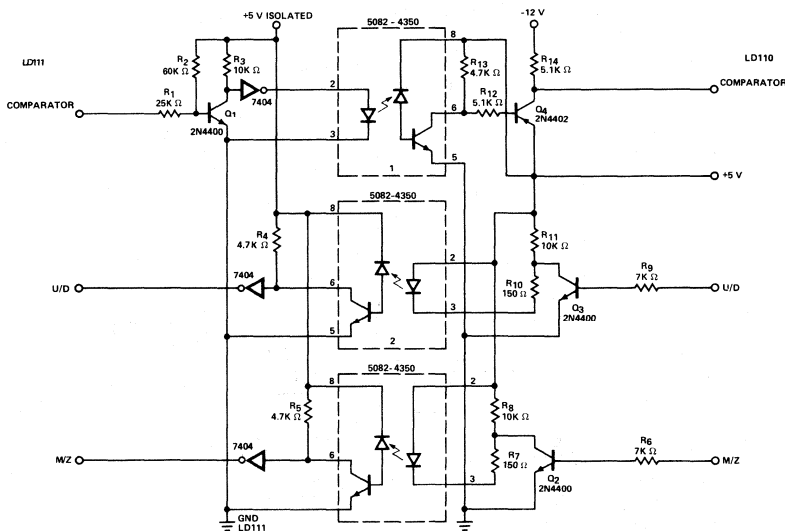 +5 V ISOLATED
-12 V
5082-4350
LD111
LD110
R2
60K Ω
R3
10K Ω
8
R13
4.7K Ω
R14
5.1K Ω
7404
2
R1
25K Ω
COMPARATOR
COMPARATOR
6
R12
5.1K Ω
Q1
2N4400
Q4
2N4402
3
5
1
+5 V
5082-4350
8
R4
4.7K Ω
2
R11
10K Ω
7404
U/D
6
R10
150 Ω
R9
7K Ω
U/D
3
Q3
2N4400
5
2
5082-4350
8
2
R5
4.7K Ω
R8
10K Ω
7404
M/Z
6
R7
150 Ω
R6
7K Ω
M/Z
3
Q2
2N4400
5
GND
LD111